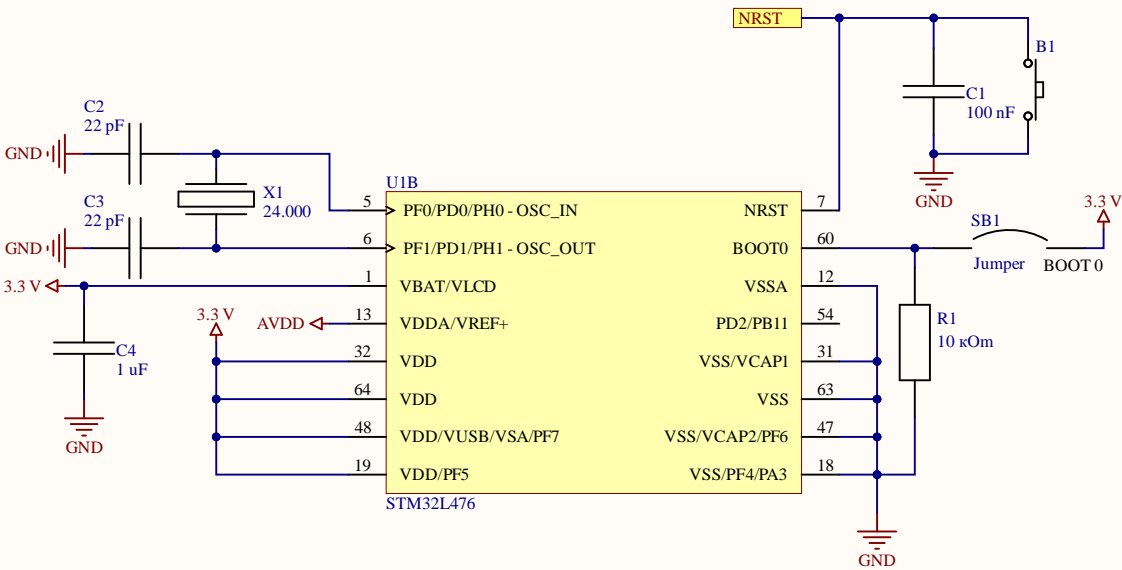 NRST
B1
C1
100 nF
GND
C2
22 pF
GND
X1
24.000
C3
22 pF
GND
3.3 V
C4
1 uF
GND
3.3 V
AVDD
U1B
5 PF0/PD0/PH0 - OSC_IN
6 PF1/PD1/PH1 - OSC_OUT
1 VBAT/VLCD
13 VDDA/VREF+
32 VDD
64 VDD
48 VDD/VUSB/VSA/PF7
19 VDD/PF5
NRST 7
BOOT0 60
VSSA 12
PD2/PB11 54
VSS/VCAP1 31
VSS 63
VSS/VCAP2/PF6 47
VSS/PF4/PA3 18
STM32L476
SB1
Jumper
BOOT 0
3.3 V
R1
10 кОm
GND